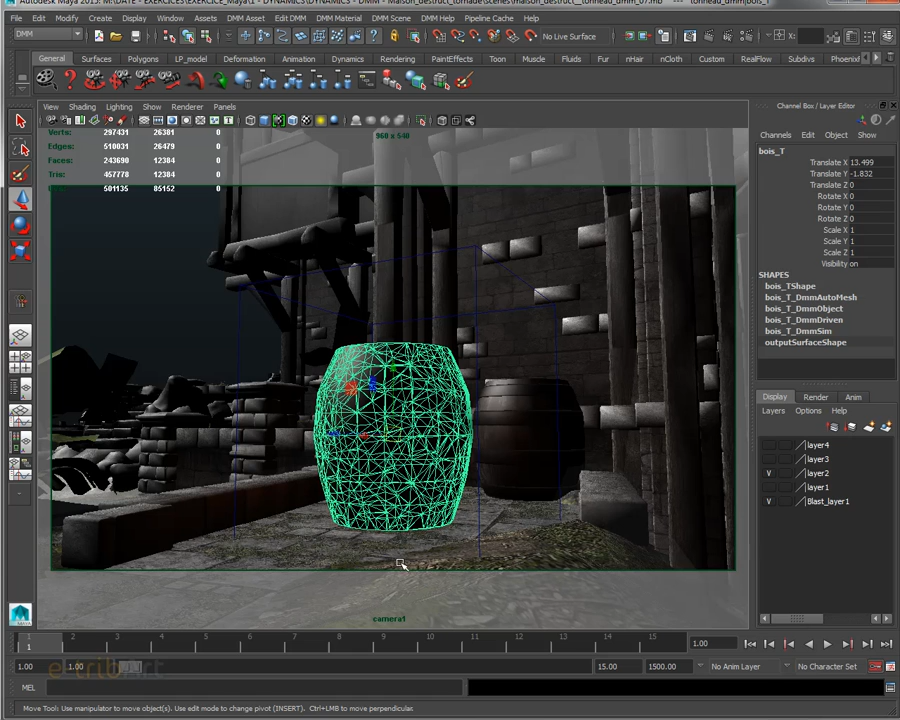 Autodesk Maya 2015: M:\DATE - EXERCICES\EXERCICE_Maya\1 - DYNAMICS\DYNAMICS - DMM - Maison_destruct_tornade\scenes\maison_destruct\__tonneau_dmm_07.mb --- tonneau_dmm|bois_T
File Modify Create Display Window Assets DMM Asset DMM Edit DMM Material DMM Scene DMM Help Pipeline Cache Help
DMM No Live Surface X: Y:
General Surfaces Polygons LP_model Deformation Animation Dynamics Rendering PaintEffects Toon Muscle Fluids Fur nHair nCloth Custom RealFlow Subdivs Phoenix
View Shading Lighting Show Renderer Panels
Verts: 297431 26381 0
Edges: 510031 26479 0
Faces: 243690 12384 0
Tris: 457778 12384 0
501135 85152 0
960 x 540
camera1
Channel Box / Layer Editor
Channels Edit Object Show
bois_T
Translate X 13.499
Translate Y -1.832
Translate Z 0
Rotate X 0
Rotate Y 0
Rotate Z 0
Scale X 1
Scale Y 1
Scale Z 1
Visibility on
SHAPES
bois_TShape
bois_T_DmmAutoMesh
bois_T_DmmObject
bois_T_DmmDriven
bois_T_DmmSim
outputSurfaceShape
Display Render Anim
Layers Options Help
layer4
layer3
V layer2
layer1
V Blast_layer1
1 2 3 4 5 6 7 8 9 10 11 12 13 14 15 1.00
1
1.00 1.00 15.00 1500.00 No Anim Layer No Character Set
e-tribArt
MEL
Move Tool: Use manipulator to move object(s). Use edit mode to change pivot (INSERT). Ctrl+LMB to move perpendicular.